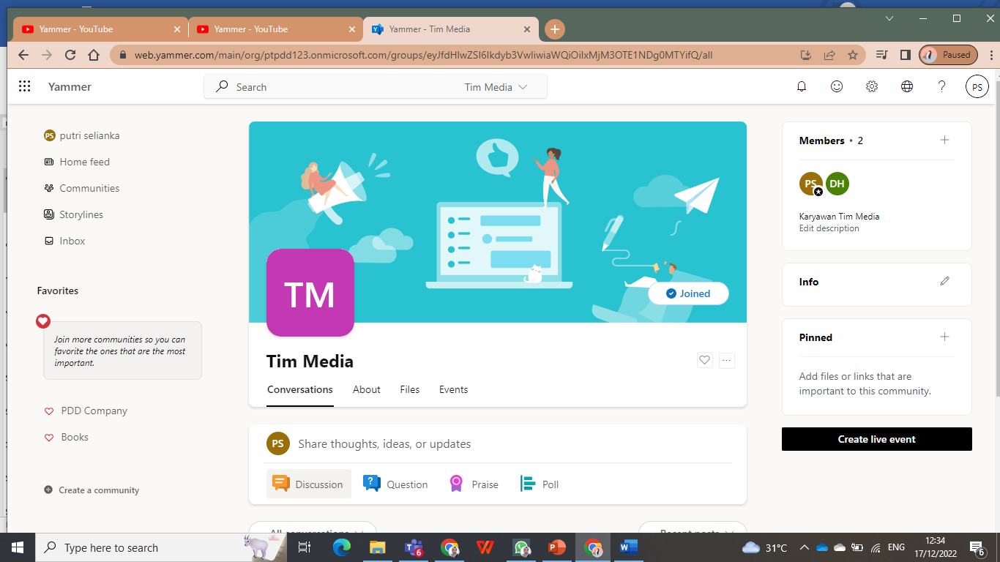 Yammer - YouTube
Yammer - YouTube
Yammer - Tim Media
web.yammer.com/main/org/ptpdd123.onmicrosoft.com/groups/eyJfdHlwZSI6Ikdyb3VwIiwiaWQiOiIxMjM3OTE1NDg0MTYifQ/all
Paused
Yammer
Search
Tim Media
PS
PS putri selianka
Home feed
Communities
Storylines
Inbox
Favorites
Join more communities so you can
favorite the ones that are the most
important.
PDD Company
Books
Create a community
TM
Joined
Tim Media
Conversations
About
Files
Events
PS
Share thoughts, ideas, or updates
Discussion
Question
Praise
Poll
All conversations
Recent posts
Members • 2
PS
DH
Karyawan Tim Media
Edit description
Info
Pinned
Add files or links that are
important to this community.
Create live event
Type here to search
6
31°C
ENG
12:34
17/12/2022
6